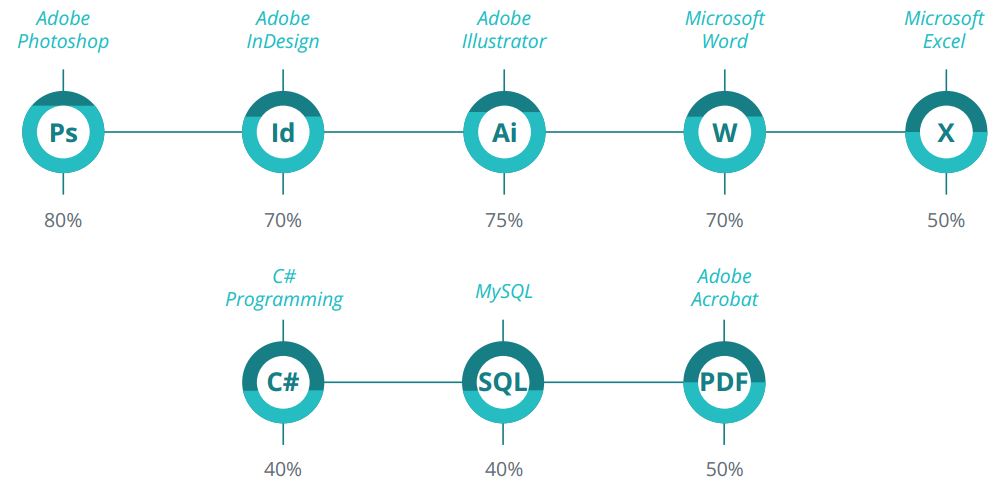 Adobe
Photoshop
Adobe
InDesign
Adobe
Illustrator
Microsoft
Word
Microsoft
Excel
Ps
Id
Ai
W
X
80%
70%
75%
70%
50%
C#
Programming
MySQL
Adobe
Acrobat
C#
SQL
PDF
40%
40%
50%